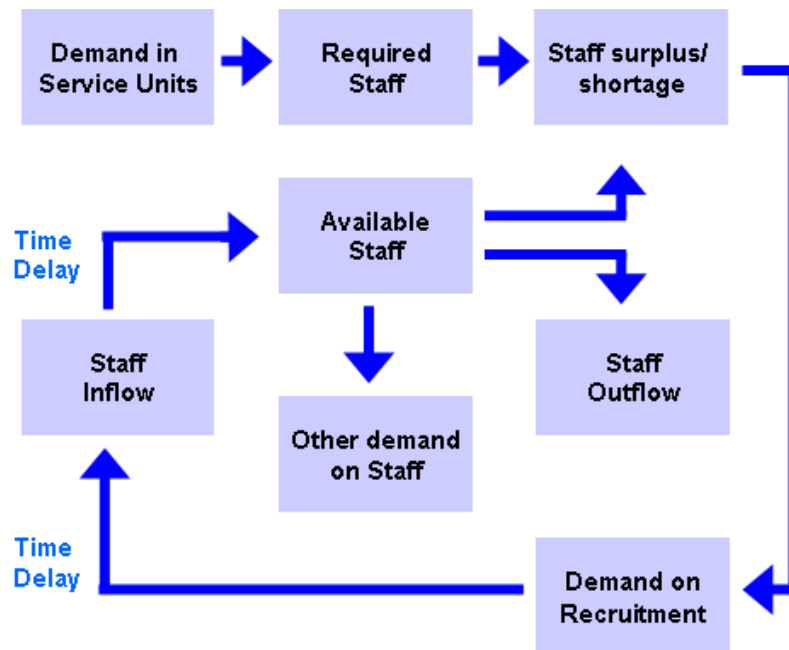 Demand in
Service Units
Required
Staff
Staff surplus/
shortage
Time
Delay
Available
Staff
Staff
Inflow
Other demand
on Staff
Staff
Outflow
Time
Delay
Demand on
Recruitment